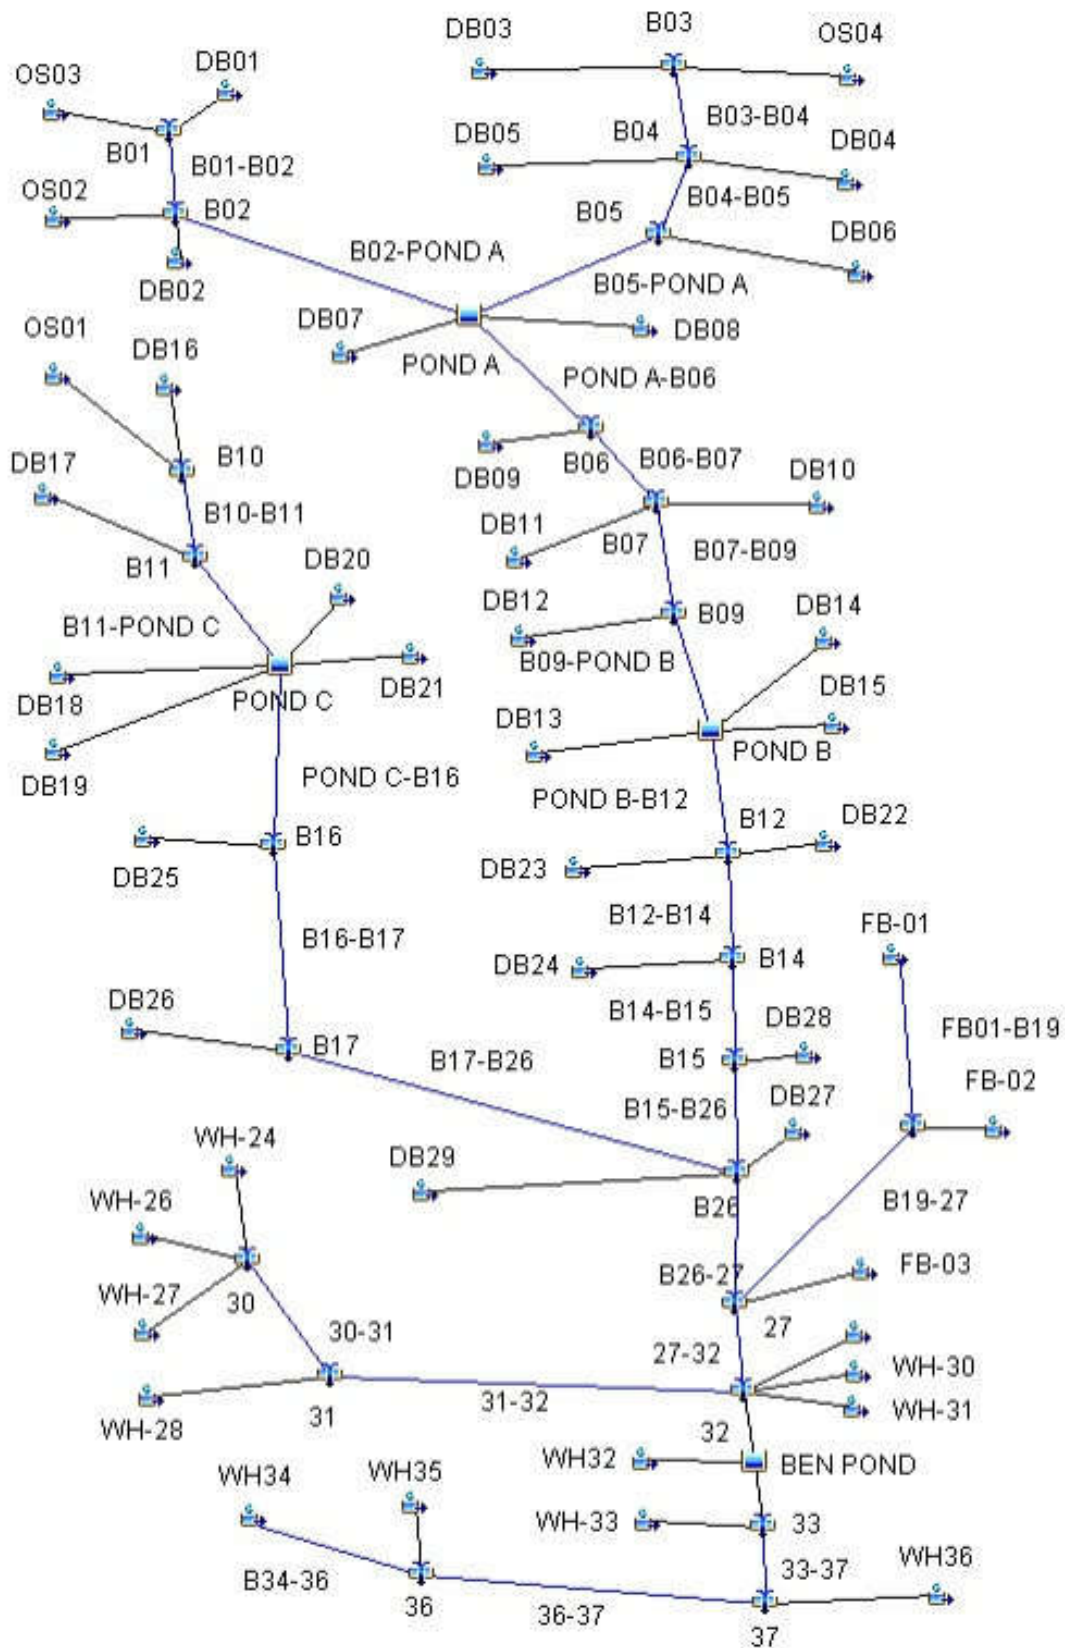 B03
DB03
OS04
DB01
OS03
B03-B04
B01
B04
DB05
DB04
B01-B02
B04-B05
OS02
B02
B05
DB06
B02-POND A
B05-POND A
DB02
DB07
DB08
OS01
DB16
POND A
POND A-B06
B10
B06
B06-B07
DB17
DB09
DB10
B10-B11
DB11
B07
B07-B09
B11
DB20
DB12
B09
B11-POND C
DB14
B09-POND B
DB18
POND C
DB21
DB15
DB13
DB19
POND B
POND C-B16
POND B-B12
B16
B12
DB22
DB25
DB23
B12-B14
B16-B17
FB-01
DB24
B14
DB26
B14-B15
DB28
FB01-B19
B17
B17-B26
B15
FB-02
B15-B26
DB27
WH-24
DB29
WH-26
B26
B19-27
B26-27
FB-03
WH-27
30
30-31
27
27-32
WH-30
31-32
WH-31
WH-28
31
32
WH32
BEN POND
WH34
WH35
WH-33
33
B34-36
33-37
WH36
36
36-37
37